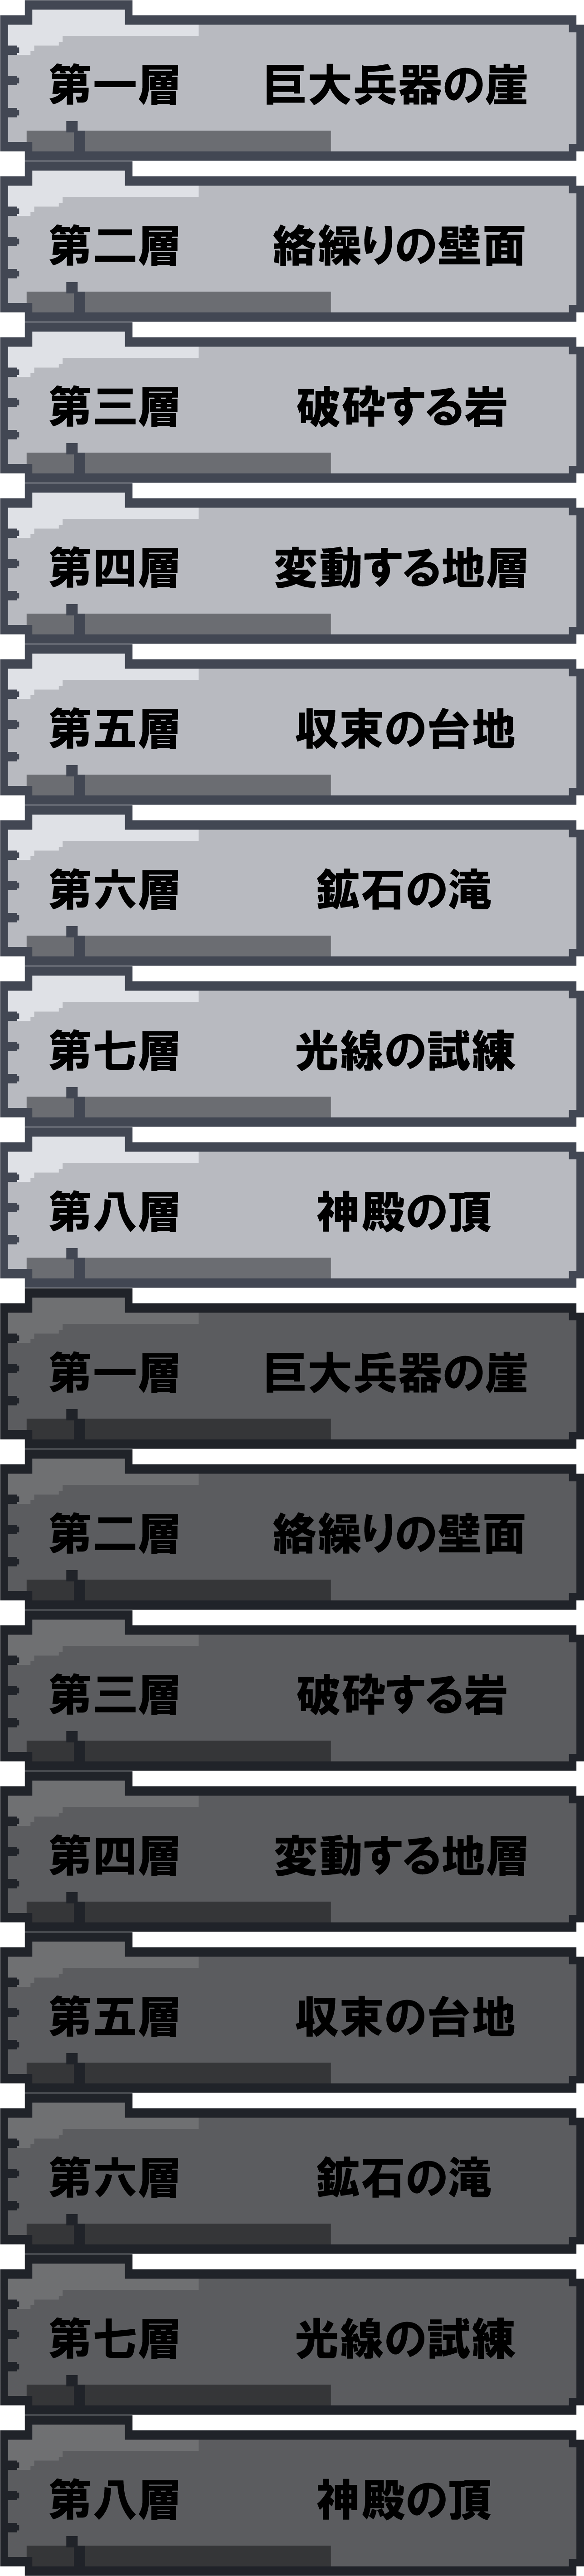 第一層 巨大兵器の崖
第二層 絡繰りの壁面
第三層 破砕する岩
第四層 変動する地層
第五層 収束の台地
第六層 鉱石の滝
第七層 光線の試練
第八層 神殿の頂
第一層 巨大兵器の崖
第二層 絡繰りの壁面
第三層 破砕する岩
第四層 変動する地層
第五層 収束の台地
第六層 鉱石の滝
第七層 光線の試練
第八層 神殿の頂